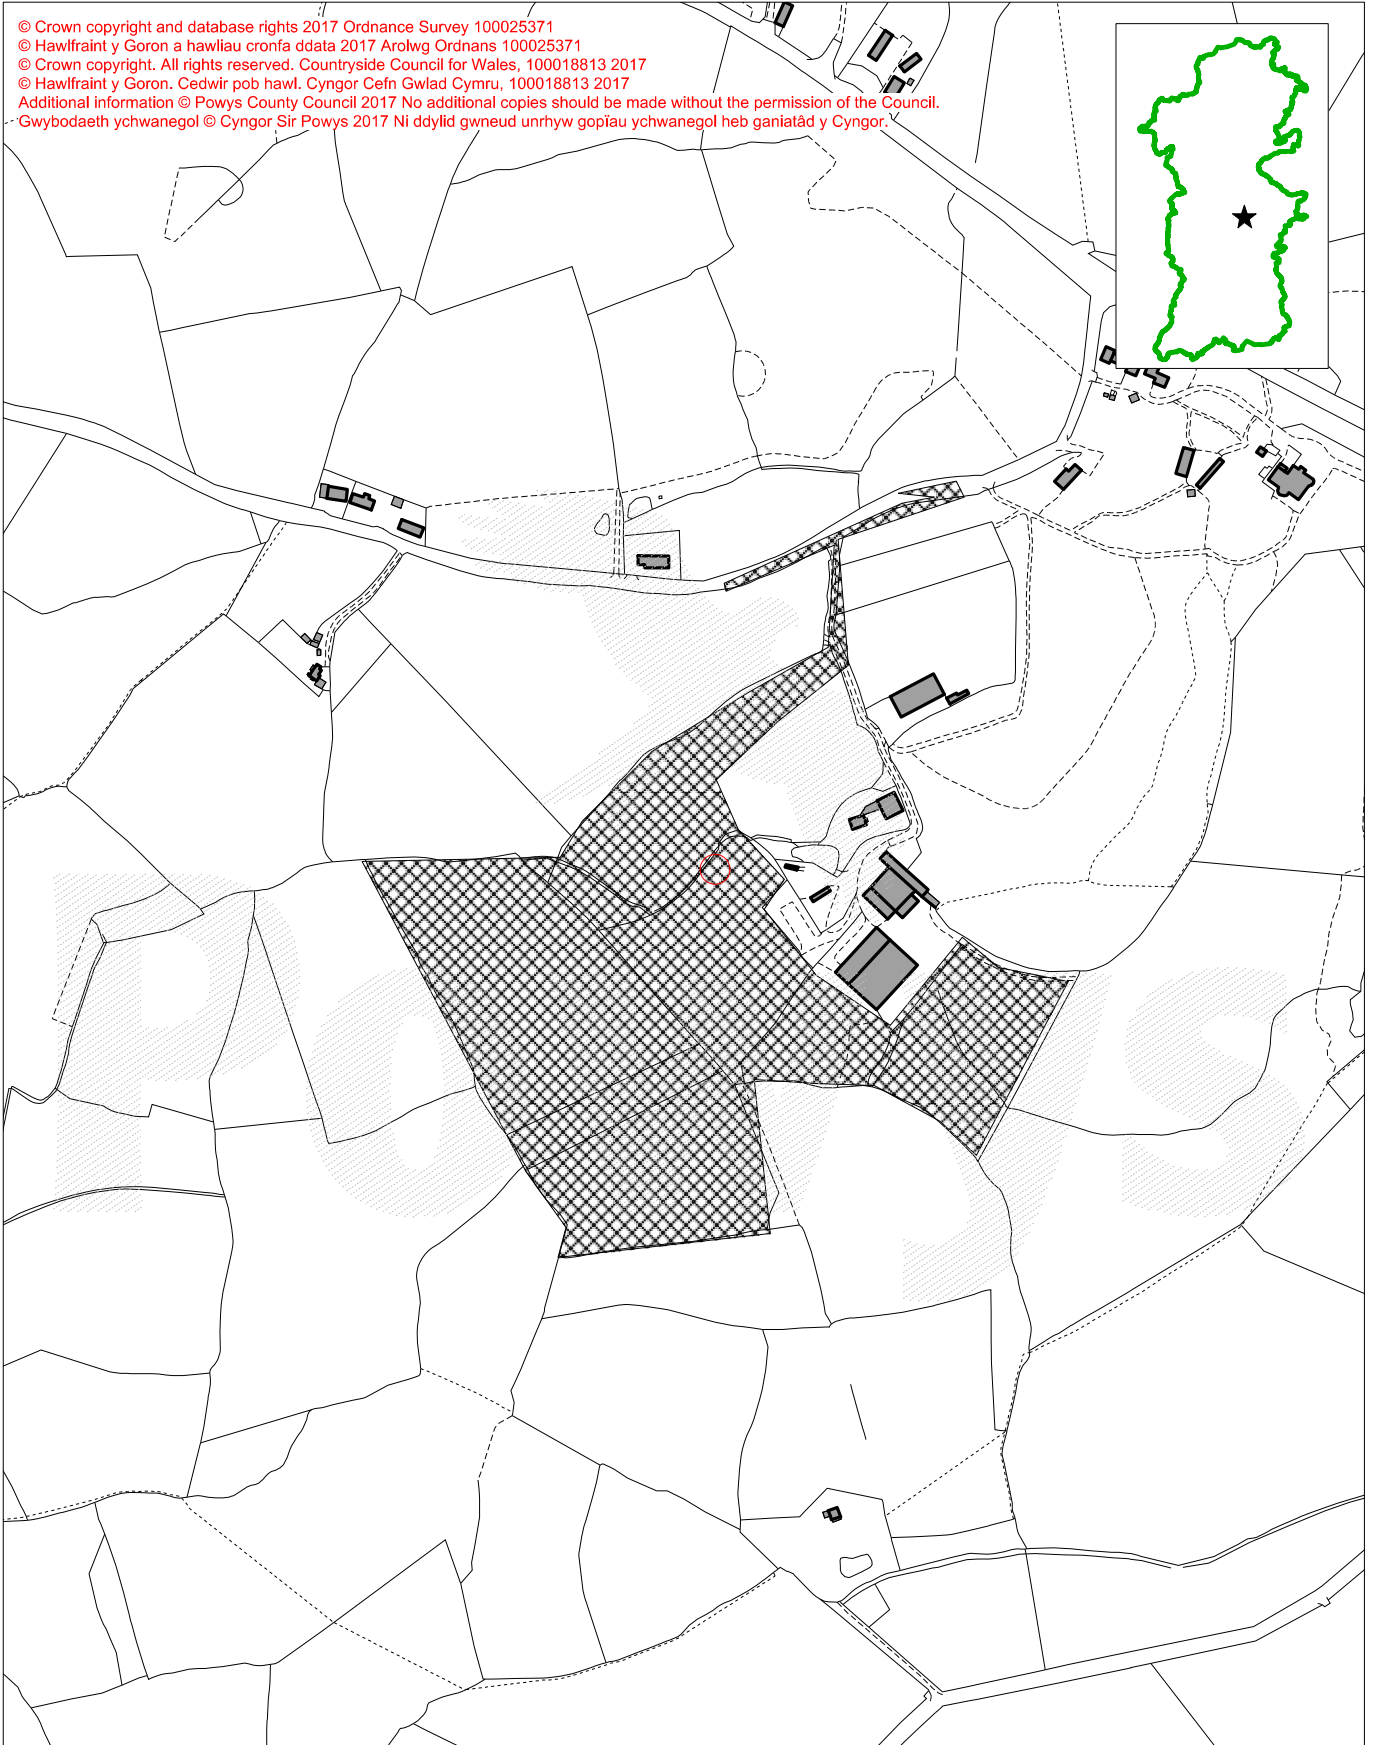 © Crown copyright and database rights 2017 Ordnance Survey 100025371
© Hawlfraint y Goron a hawliau cronfa ddata 2017 Arolwg Ordnans 100025371
© Crown copyright. All rights reserved. Countryside Council for Wales, 100018813 2017
© Hawlfraint y Goron. Cedwir pob hawl. Cyngor Cefn Gwlad Cymru, 100018813 2017
Additional information © Powys County Council 2017 No additional copies should be made without the permission of the Council.
Gwybodaeth ychwanegol © Cyngor Sir Powys 2017 Ni ddylid gwneud unrhyw gopïau ychwanegol heb ganiatâd y Cyngor.
Powys